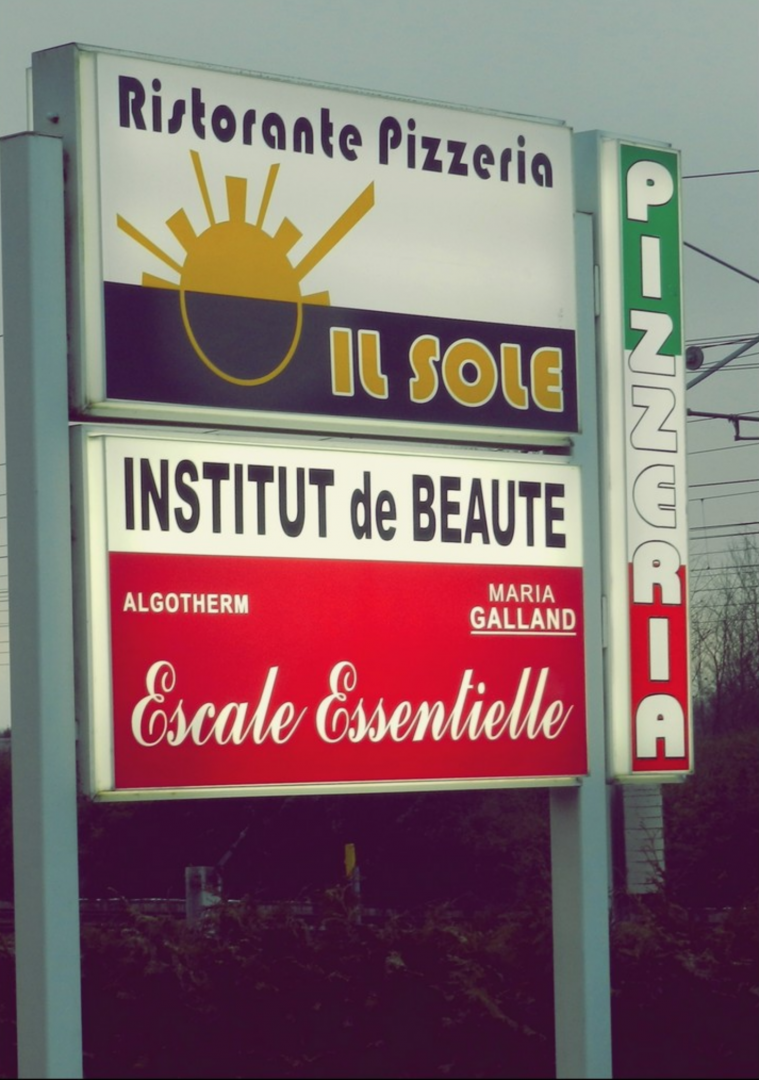 Ristorante Pizzeria
IL SOLE
INSTITUT de BEAUTE
ALGOTHERM
MARIA
GALLAND
Escale Essentielle
PIZZERIA